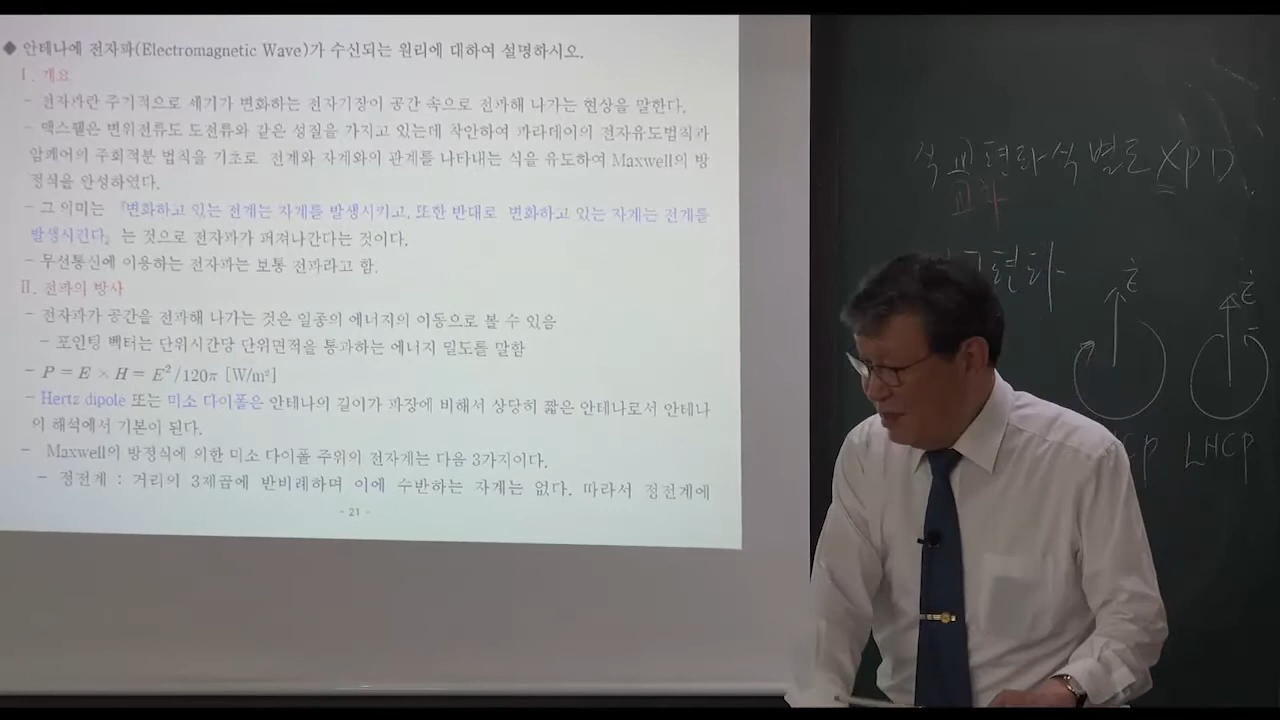 ◆ 안테나에 전자파(Electromagnetic Wave)가 수신되는 원리에 대하여 설명하시오.
Ⅰ. 개요
- 전자파란 주기적으로 세기가 변화하는 전자기장이 공간 속으로 전파해 나가는 현상을 말한다.
- 맥스웰은 변위전류도 도전류와 같은 성질을 가지고 있는데 착안하여 파라데이의 전자유도법칙과
암페어의 주회적분 법칙을 기초로 전계와 자계와의 관계를 나타내는 식을 유도하여 Maxwell의 방
정식을 완성하였다.
- 그 의미는 『변화하고 있는 전계는 자계를 발생시키고, 또한 반대로 변화하고 있는 자계는 전계를
발생시킨다』 는 것으로 전자파가 퍼져나간다는 것이다.
- 무선통신에 이용하는 전자파는 보통 전파라고 함.
Ⅱ. 전파의 방사
- 전자파가 공간을 전파해 나가는 것은 일종의 에너지의 이동으로 볼 수 있음
- 포인팅 벡터는 단위시간당 단위면적을 통과하는 에너지 밀도를 말함
- P = E × H = E²/120π [W/m²]
- Hertz dipole 또는 미소 다이폴은 안테나의 길이가 파장에 비해서 상당히 짧은 안테나로서 안테나
의 해석에서 기본이 된다.
- Maxwell의 방정식에 의한 미소 다이폴 주위의 전자계는 다음 3가지이다.
- 정전계 : 거리의 3제곱에 반비례하며 이에 수반하는 자계는 없다. 따라서 정전계에
- 21 -
교편파식별도 XPD
교차
편파
E E
CP LHCP